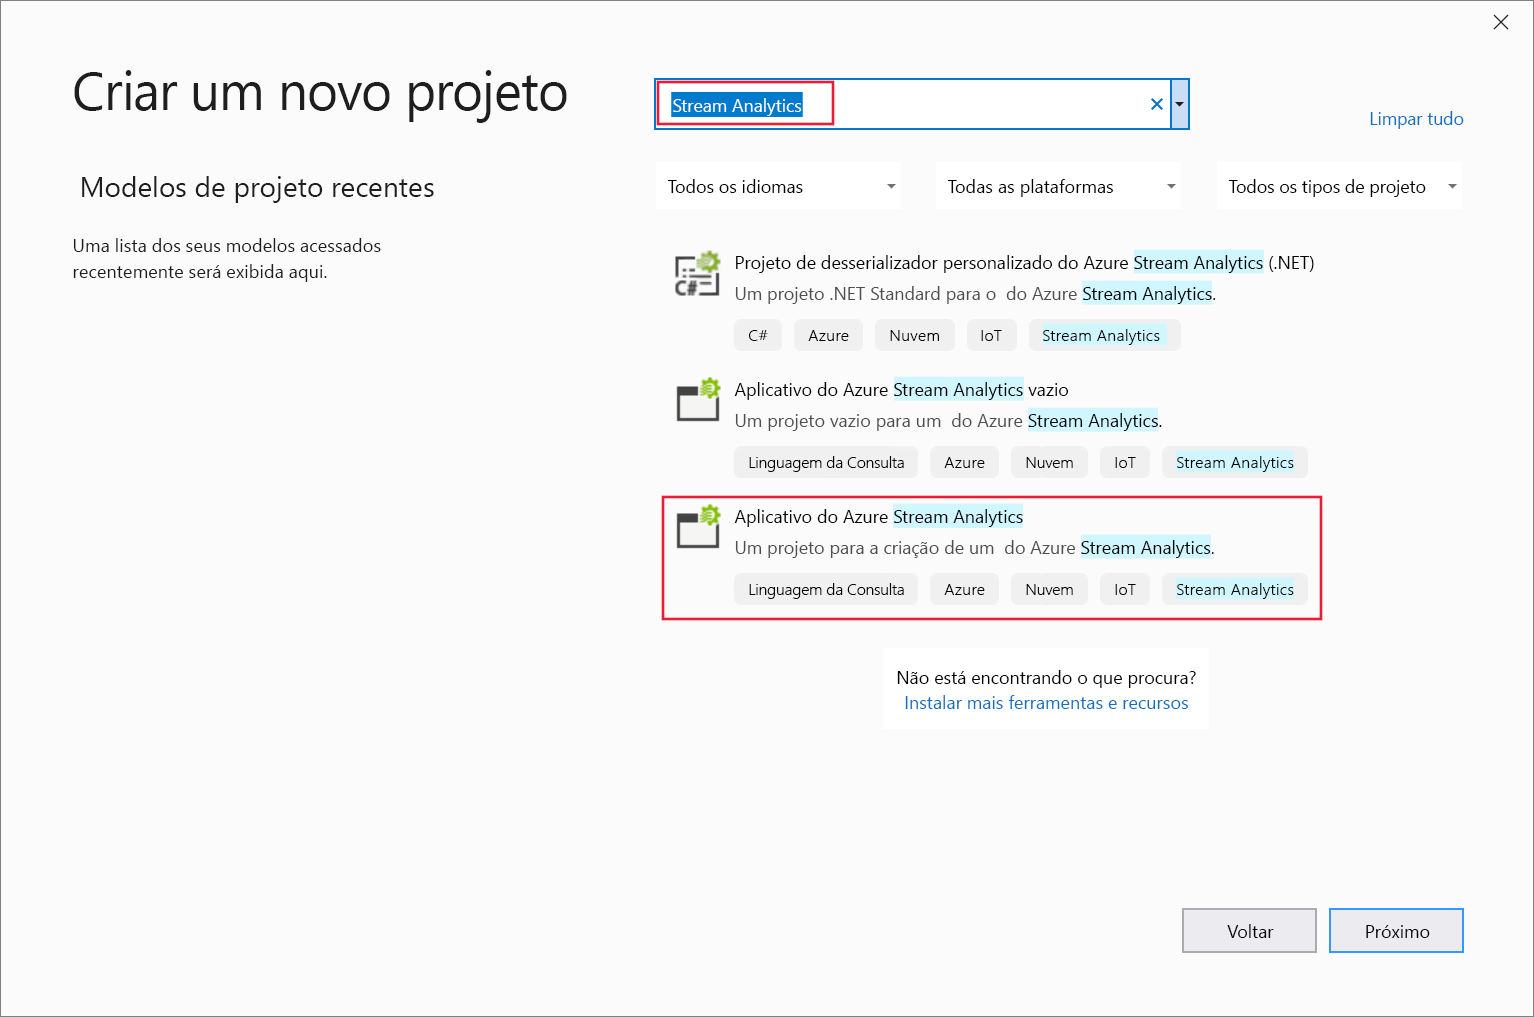 Criar um novo projeto
Modelos de projeto recentes
Uma lista dos seus modelos acessados
recentemente será exibida aqui.
Stream Analytics
Limpar tudo
Todos os idiomas
Todas as plataformas
Todos os tipos de projeto
C#
Projeto de desserializador personalizado do Azure Stream Analytics (.NET)
Um projeto .NET Standard para o  do Azure Stream Analytics.
C# Azure Nuvem IoT Stream Analytics
Aplicativo do Azure Stream Analytics vazio
Um projeto vazio para um  do Azure Stream Analytics.
Linguagem da Consulta Azure Nuvem IoT Stream Analytics
Aplicativo do Azure Stream Analytics
Um projeto para a criação de um  do Azure Stream Analytics.
Linguagem da Consulta Azure Nuvem IoT Stream Analytics
Não está encontrando o que procura?
Instalar mais ferramentas e recursos
Voltar
Próximo